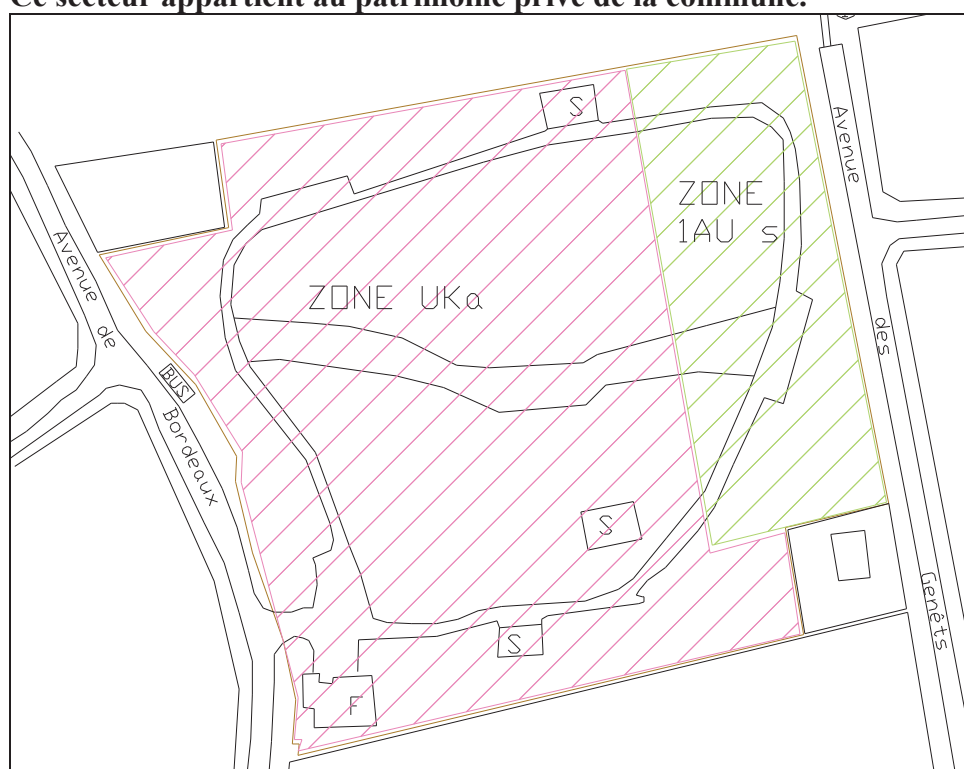 Ce secteur appartient au patrimoine privé de la commune.
S
ZONE
1AU s
ZONE UKa
Avenue de Bordeaux
BUS
Avenue des Genêts
S
S
F